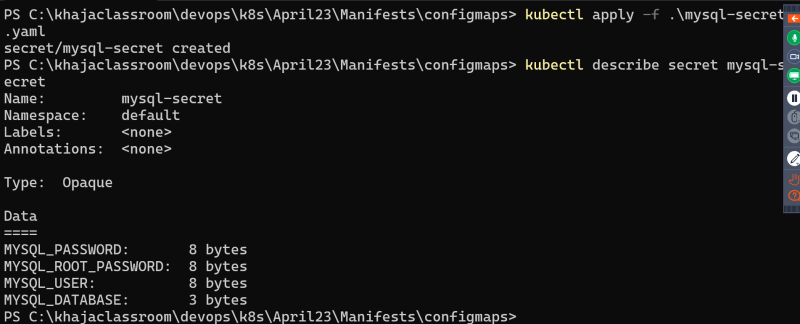 PS C:\khajaclassroom\devops\k8s\April23\Manifests\configmaps> kubectl apply -f .\mysql-secret
.yaml
secret/mysql-secret created
PS C:\khajaclassroom\devops\k8s\April23\Manifests\configmaps> kubectl describe secret mysql-s
ecret
Name:         mysql-secret
Namespace:    default
Labels:       <none>
Annotations:  <none>
Type:  Opaque
Data
====
MYSQL_PASSWORD:       8 bytes
MYSQL_ROOT_PASSWORD:  8 bytes
MYSQL_USER:           8 bytes
MYSQL_DATABASE:       3 bytes
PS C:\khajaclassroom\devops\k8s\April23\Manifests\configmaps>